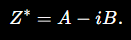 Z* = A − iB.